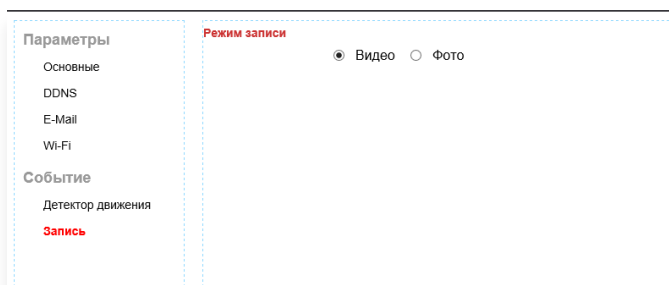 Параметры
Основные
DDNS
E-Mail
Wi-Fi
Событие
Детектор движения
Запись
Режим записи
Видео Фото